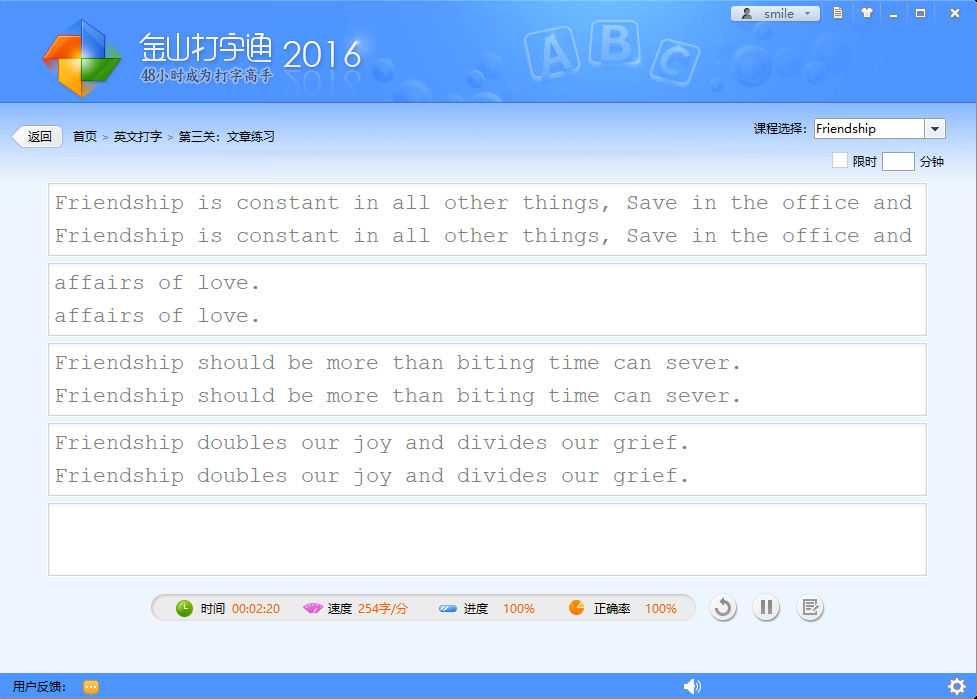 smile
金山打字通 2016
48小时成为打字高手
A B C
返回 首页 > 英文打字 > 第三关：文章练习
课程选择： Friendship
限时 分钟
Friendship is constant in all other things, Save in the office and
Friendship is constant in all other things, Save in the office and
affairs of love.
affairs of love.
Friendship should be more than biting time can sever.
Friendship should be more than biting time can sever.
Friendship doubles our joy and divides our grief.
Friendship doubles our joy and divides our grief.
时间 00:02:20 速度 254字/分 进度 100% 正确率 100%
用户反馈：